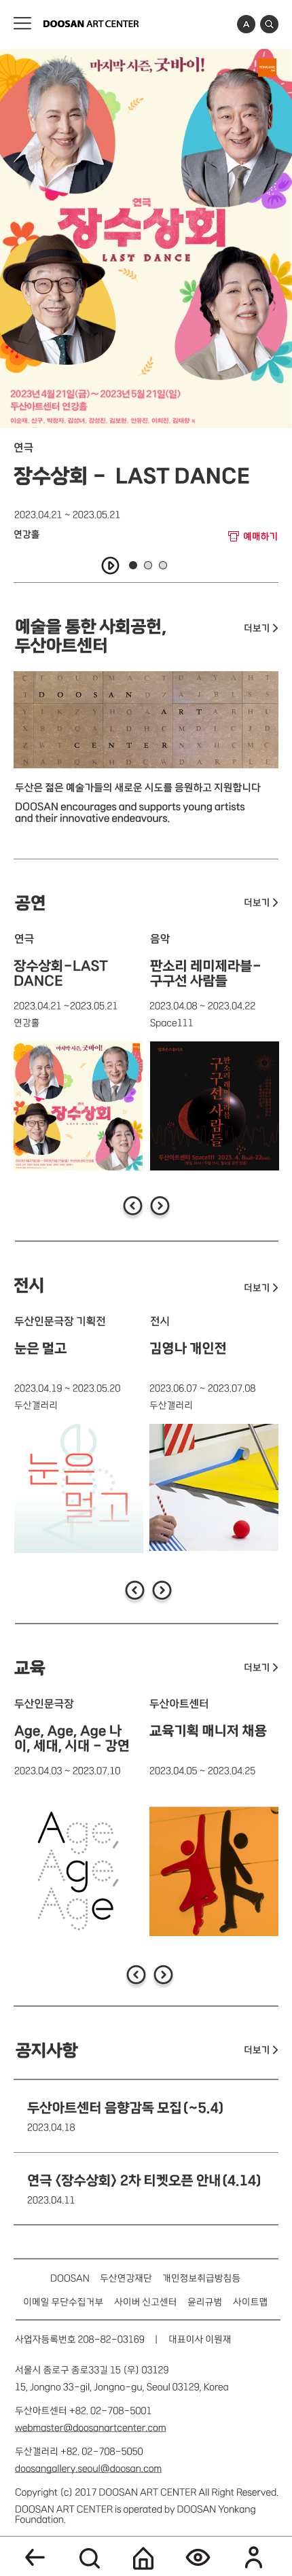 DOOSAN ART CENTER
A
마지막 시즌, 굿바이!
연극
장수상회
LAST DANCE
2023년 4월 21일(금)~2023년 5월 21일(일)
두산아트센터 연강홀
이순재, 신구, 박정자,
연극
장수상회 - LAST DANCE
2023.04.21 ~ 2023.05.21
연강홀
예매하기
예술을 통한 사회공헌,
두산아트센터
더보기
DOOSAN
ART
CENTER
두산은 젊은 예술가들의 새로운 시도를 응원하고 지원합니다
DOOSAN encourages and supports young artists
and their innovative endeavours.
공연
더보기
연극
장수상회-LAST
DANCE
2023.04.21 ~2023.05.21
연강홀
음악
판소리 레미제라블-
구구선 사람들
2023.04.08 ~ 2023.04.22
Space111
마지막 시즌, 굿바이!
장수상회
LAST DANCE
판소리 레미제라블
구구선 사람들
두산아트센터 Space111
전시
더보기
두산인문극장 기획전
눈은 멀고
2023.04.19 ~ 2023.05.20
두산갤러리
전시
김영나 개인전
2023.06.07 ~ 2023.07.08
두산갤러리
Age
눈은
멀고
교육
더보기
두산인문극장
Age, Age, Age 나
이, 세대, 시대 - 강연
2023.04.03 ~ 2023.07.10
두산아트센터
교육기획 매니저 채용
2023.04.05 ~ 2023.04.25
Age,
Age,
Age
공지사항
더보기
두산아트센터 음향감독 모집(~5.4)
2023.04.18
연극 <장수상회> 2차 티켓오픈 안내(4.14)
2023.04.11
DOOSAN 두산연강재단 개인정보취급방침등
이메일 무단수집거부 사이버 신고센터 윤리규범 사이트맵
사업자등록번호 208-82-03169 | 대표이사 이원재
서울시 종로구 종로33길 15 (우) 03129
15, Jongno 33-gil, Jongno-gu, Seoul 03129, Korea
두산아트센터 +82. 02-708-5001
webmaster@doosanartcenter.com
두산갤러리 +82. 02-708-5050
doosangallery.seoul@doosan.com
Copyright (c) 2017 DOOSAN ART CENTER All Right Reserved.
DOOSAN ART CENTER is operated by DOOSAN Yonkang
Foundation.